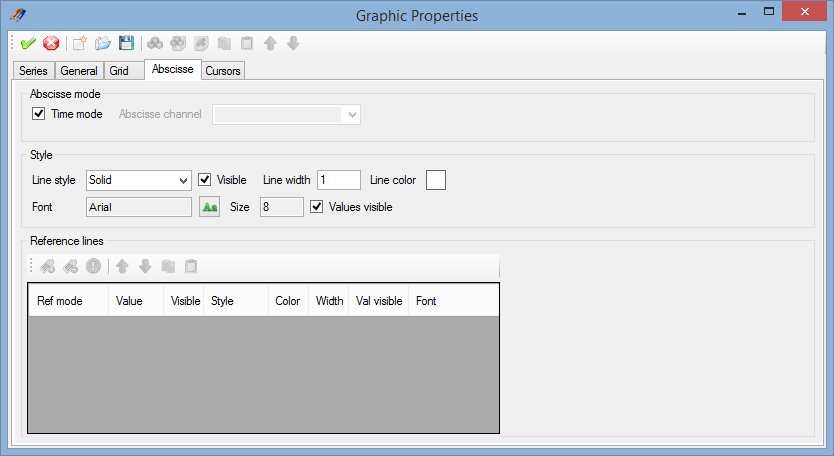 Graphic Properties
Series General Grid Abscisse Cursors
Abscisse mode
Time mode Abscisse channel
Style
Line style Solid Visible Line width 1 Line color
Font Arial Aa Size 8 Values visible
Reference lines
Ref mode Value Visible Style Color Width Val visible Font